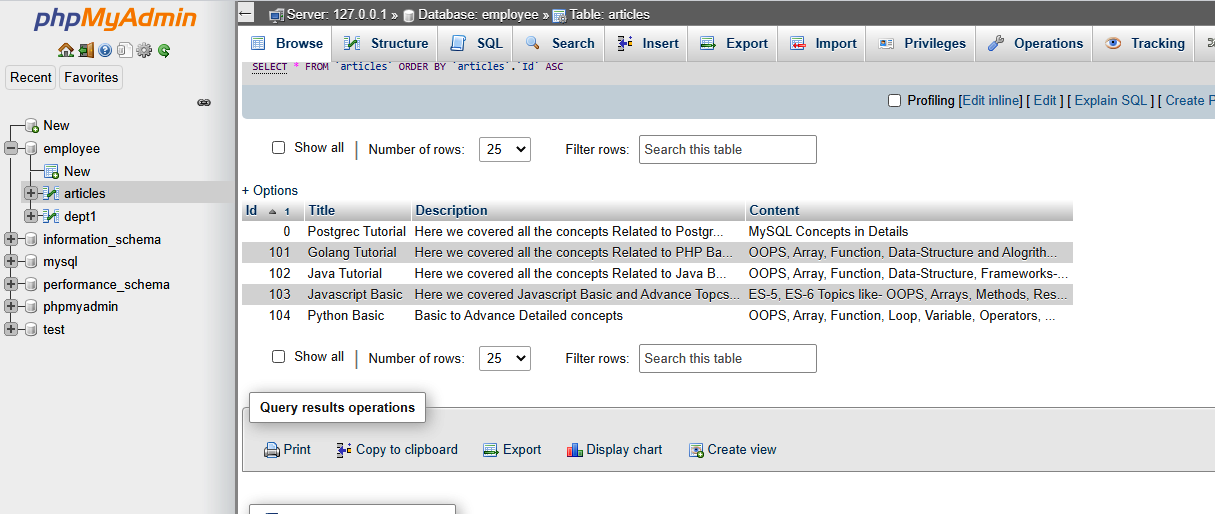 phpMyAdmin
Recent Favorites
New
employee
New
articles
dept1
information_schema
mysql
performance_schema
phpmyadmin
test
Server: 127.0.0.1 » Database: employee » Table: articles
Browse Structure SQL Search Insert Export Import Privileges Operations Tracking
SELECT * FROM `articles` ORDER BY `articles`.`Id` ASC
Profiling [Edit inline] [ Edit ] [ Explain SQL ] [ Create P
Show all | Number of rows: 25 Filter rows: Search this table
+ Options
Id 1 Title Description Content
0 Postgrec Tutorial Here we covered all the concepts Related to Postgr... MySQL Concepts in Details
101 Golang Tutorial Here we covered all the concepts Related to PHP Ba... OOPS, Array, Function, Data-Structure and Alogrith...
102 Java Tutorial Here we covered all the concepts Related to Java B... OOPS, Array, Function, Data-Structure, Frameworks-...
103 Javascript Basic Here we covered Javascript Basic and Advance Topcs... ES-5, ES-6 Topics like- OOPS, Arrays, Methods, Res...
104 Python Basic Basic to Advance Detailed concepts OOPS, Array, Function, Loop, Variable, Operators, ...
Show all | Number of rows: 25 Filter rows: Search this table
Query results operations
Print Copy to clipboard Export Display chart Create view